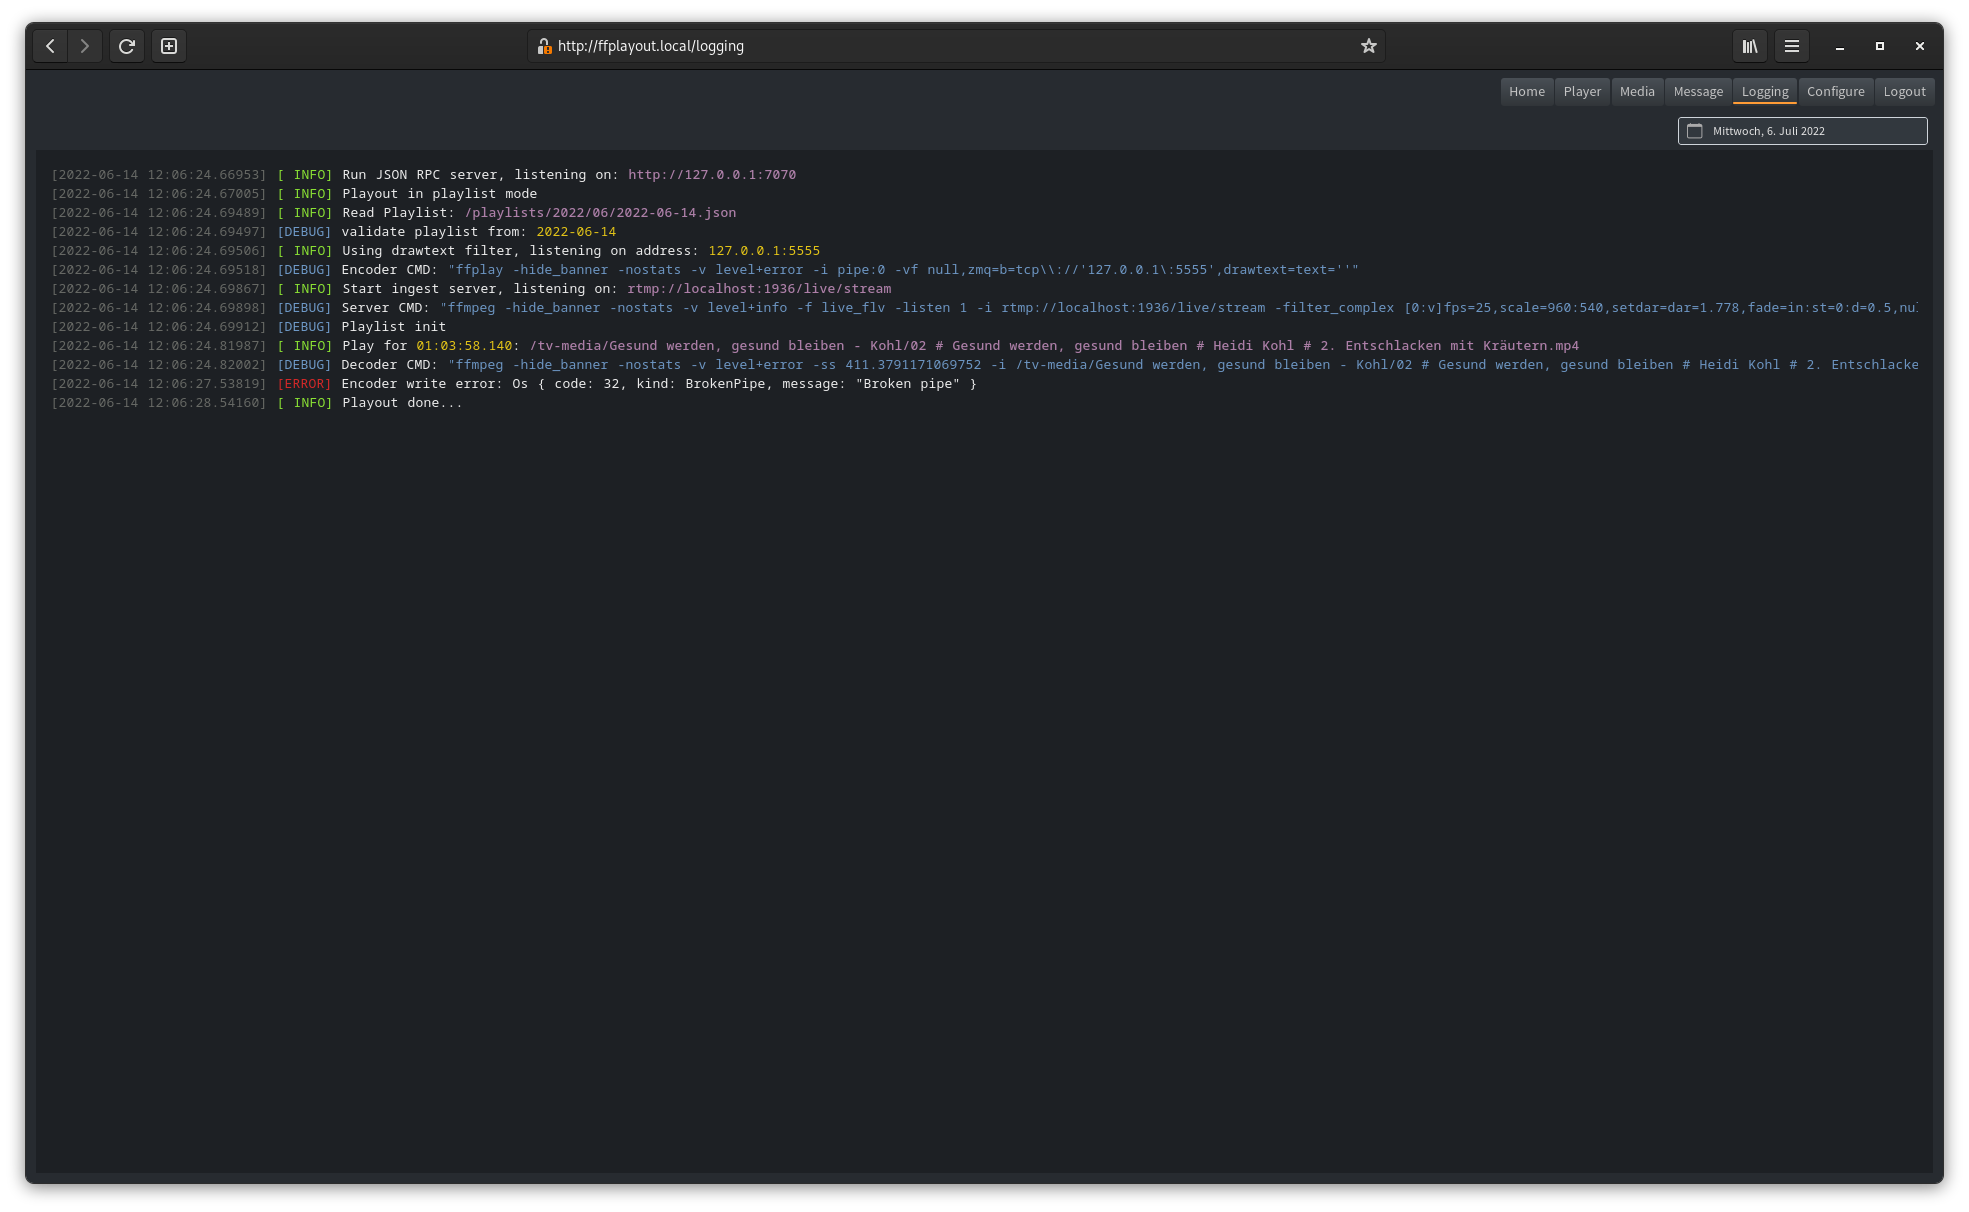 http://ffplayout.local/logging
Home Player Media Message Logging Configure Logout
Mittwoch, 6. Juli 2022
[2022-06-14 12:06:24.66953] [ INFO] Run JSON RPC server, listening on: http://127.0.0.1:7070
[2022-06-14 12:06:24.67005] [ INFO] Playout in playlist mode
[2022-06-14 12:06:24.69489] [ INFO] Read Playlist: /playlists/2022/06/2022-06-14.json
[2022-06-14 12:06:24.69497] [DEBUG] validate playlist from: 2022-06-14
[2022-06-14 12:06:24.69506] [ INFO] Using drawtext filter, listening on address: 127.0.0.1:5555
[2022-06-14 12:06:24.69518] [DEBUG] Encoder CMD: "ffplay -hide_banner -nostats -v level+error -i pipe:0 -vf null,zmq=b=tcp\\://'127.0.0.1\:5555',drawtext=text=''"
[2022-06-14 12:06:24.69867] [ INFO] Start ingest server, listening on: rtmp://localhost:1936/live/stream
[2022-06-14 12:06:24.69898] [DEBUG] Server CMD: "ffmpeg -hide_banner -nostats -v level+info -f live_flv -listen 1 -i rtmp://localhost:1936/live/stream -filter_complex [0:v]fps=25,scale=960:540,setdar=dar=1.778,fade=in:st=0:d=0.5,nu
[2022-06-14 12:06:24.69912] [DEBUG] Playlist init
[2022-06-14 12:06:24.81987] [ INFO] Play for 01:03:58.140: /tv-media/Gesund werden, gesund bleiben - Kohl/02 # Gesund werden, gesund bleiben # Heidi Kohl # 2. Entschlacken mit Kräutern.mp4
[2022-06-14 12:06:24.82002] [DEBUG] Decoder CMD: "ffmpeg -hide_banner -nostats -v level+error -ss 411.3791171069752 -i /tv-media/Gesund werden, gesund bleiben - Kohl/02 # Gesund werden, gesund bleiben # Heidi Kohl # 2. Entschlacke
[2022-06-14 12:06:27.53819] [ERROR] Encoder write error: Os { code: 32, kind: BrokenPipe, message: "Broken pipe" }
[2022-06-14 12:06:28.54160] [ INFO] Playout done...